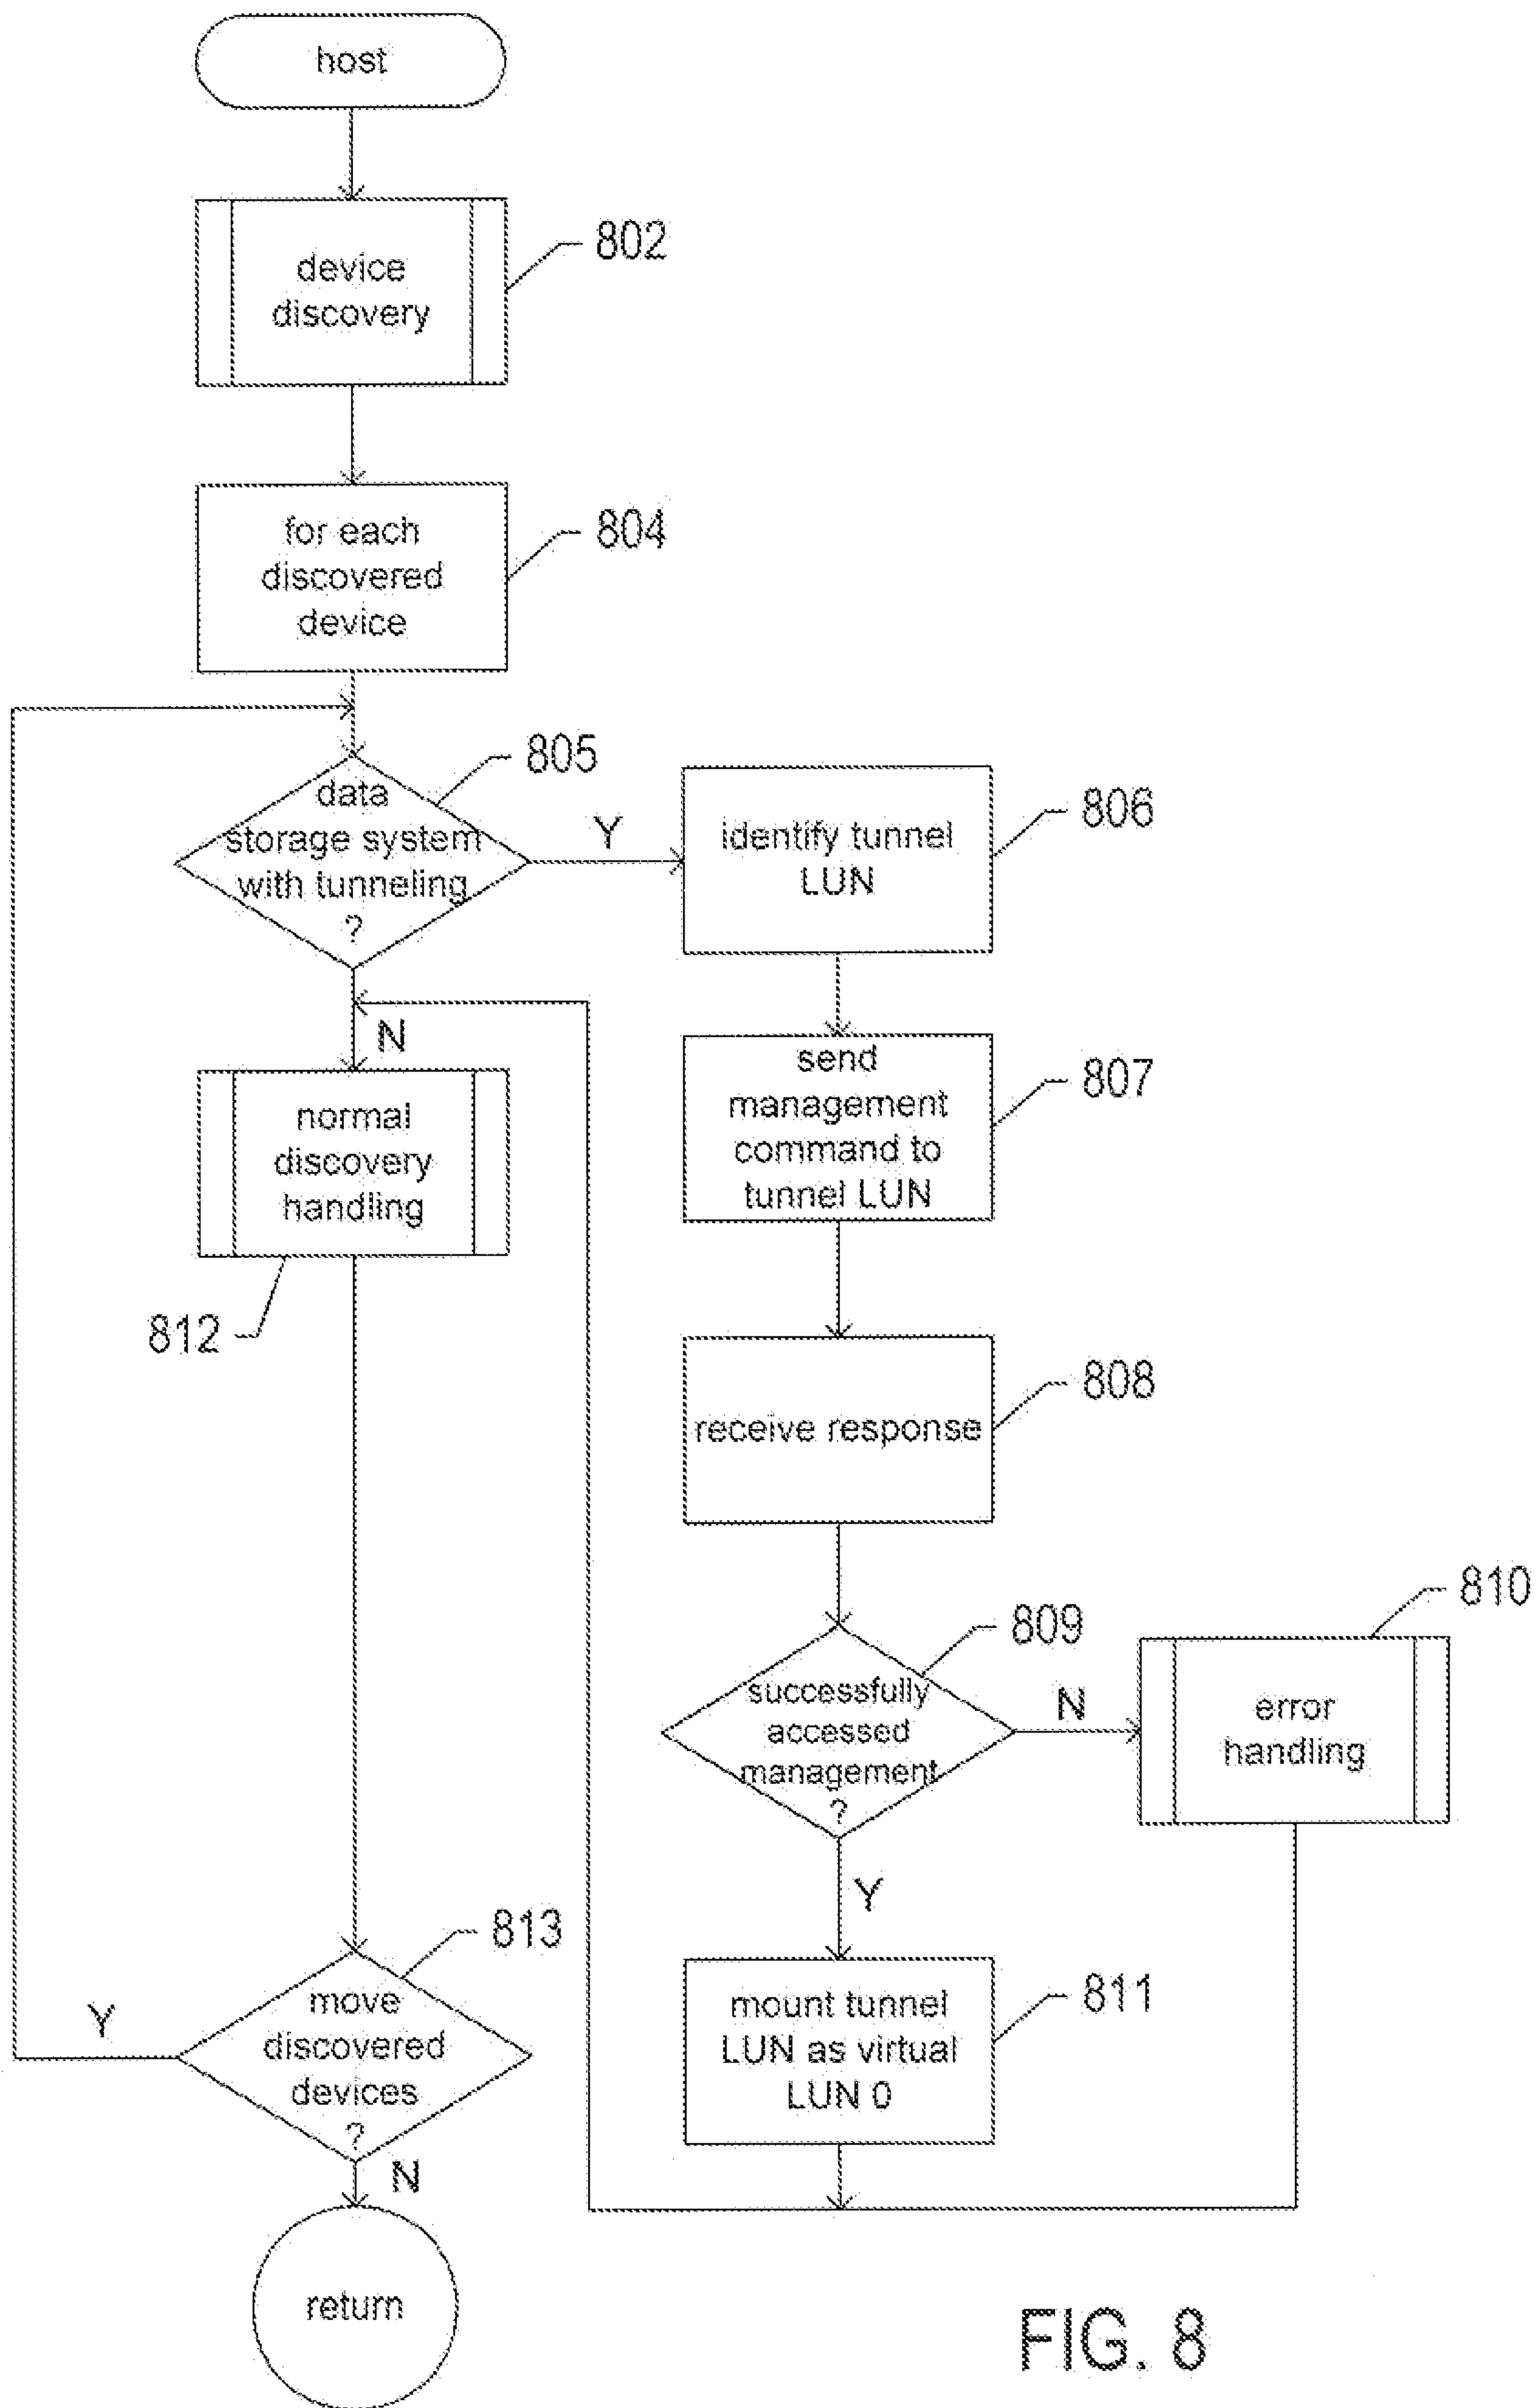 host
device
discovery
802
for each
discovered
device
804
data
storage system
with tunneling
?
805
Y
identify tunnel
LUN
806
N
send
management
command to
tunnel LUN
807
normal
discovery
handling
812
receive response
808
successfully
accessed
management
?
809
N
error
handling
810
Y
mount tunnel
LUN as virtual
LUN 0
811
move
discovered
devices
?
813
Y
N
return
FIG. 8